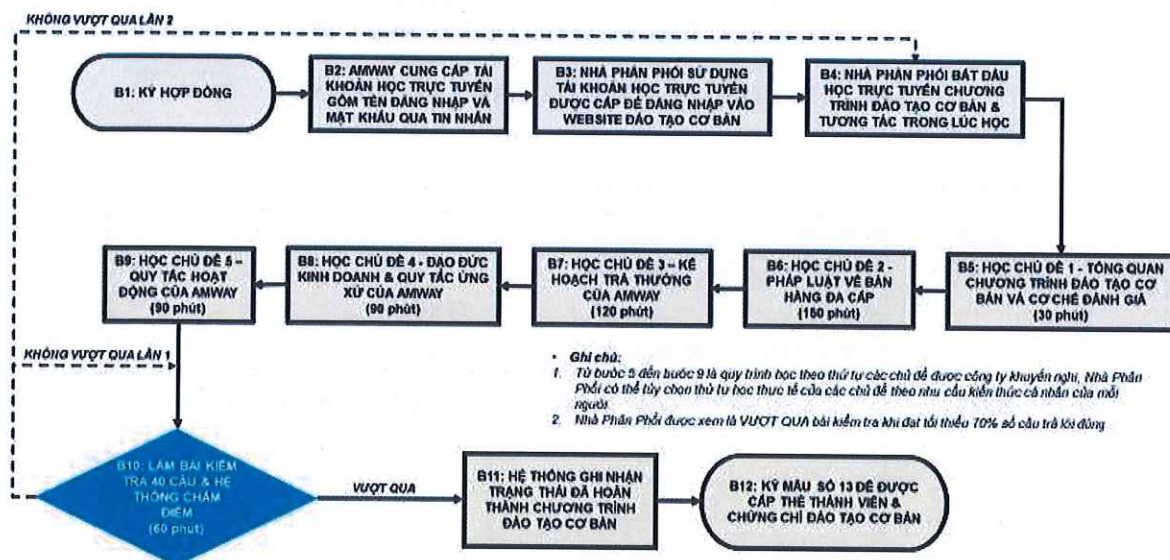 KHÔNG VƯỢT QUA LẦN 2
B1: KÝ HỢP ĐỒNG
B2: AMWAY CUNG CẤP TÀI
KHOẢN HỌC TRỰC TUYẾN
GỒM TÊN ĐĂNG NHẬP VÀ
MẬT KHẨU QUA TIN NHẮN
B3: NHÀ PHÂN PHỐI SỬ DỤNG
TÀI KHOẢN HỌC TRỰC TUYẾN
ĐƯỢC CẤP ĐỂ ĐĂNG NHẬP VÀO
WEBSITE ĐÀO TẠO CƠ BẢN
B4: NHÀ PHÂN PHỐI BẮT ĐẦU
HỌC TRỰC TUYẾN CHƯƠNG
TRÌNH ĐÀO TẠO CƠ BẢN &
TƯƠNG TÁC TRONG LÚC HỌC
B9: HỌC CHỦ ĐỀ 5 –
QUY TẮC HOẠT
ĐỘNG CỦA AMWAY
(90 phút)
B8: HỌC CHỦ ĐỀ 4 - ĐẠO ĐỨC
KINH DOANH & QUY TẮC ỨNG
XỬ CỦA AMWAY
(90 phút)
B7: HỌC CHỦ ĐỀ 3 – KẾ
HOẠCH TRẢ THƯỞNG
CỦA AMWAY
(120 phút)
B6: HỌC CHỦ ĐỀ 2 -
PHÁP LUẬT VỀ BÁN
HÀNG ĐA CẤP
(150 phút)
B5: HỌC CHỦ ĐỀ 1 - TỔNG QUAN
CHƯƠNG TRÌNH ĐÀO TẠO CƠ
BẢN VÀ CƠ CHẾ ĐÁNH GIÁ
(30 phút)
KHÔNG VƯỢT QUA LẦN 1
• Ghi chú:
1. Từ bước 5 đến bước 9 là quy trình học theo thứ tự các chủ đề được công ty khuyến nghị, Nhà Phân
Phối có thể tùy chọn thứ tự học thực tế của các chủ đề theo nhu cầu kiến thức cá nhân của mỗi
người
2. Nhà Phân Phối được xem là VƯỢT QUA bài kiểm tra khi đạt tối thiểu 70% số câu trả lời đúng
B10: LÀM BÀI KIỂM
TRA 40 CÂU & HỆ
THỐNG CHẤM
ĐIỂM
(60 phút)
VƯỢT QUA
B11: HỆ THỐNG GHI NHẬN
TRẠNG THÁI ĐÃ HOÀN
THÀNH CHƯƠNG TRÌNH
ĐÀO TẠO CƠ BẢN
B12: KÝ MẪU SỐ 13 ĐỂ ĐƯỢC
CẤP THẺ THÀNH VIÊN &
CHỨNG CHỈ ĐÀO TẠO CƠ BẢN